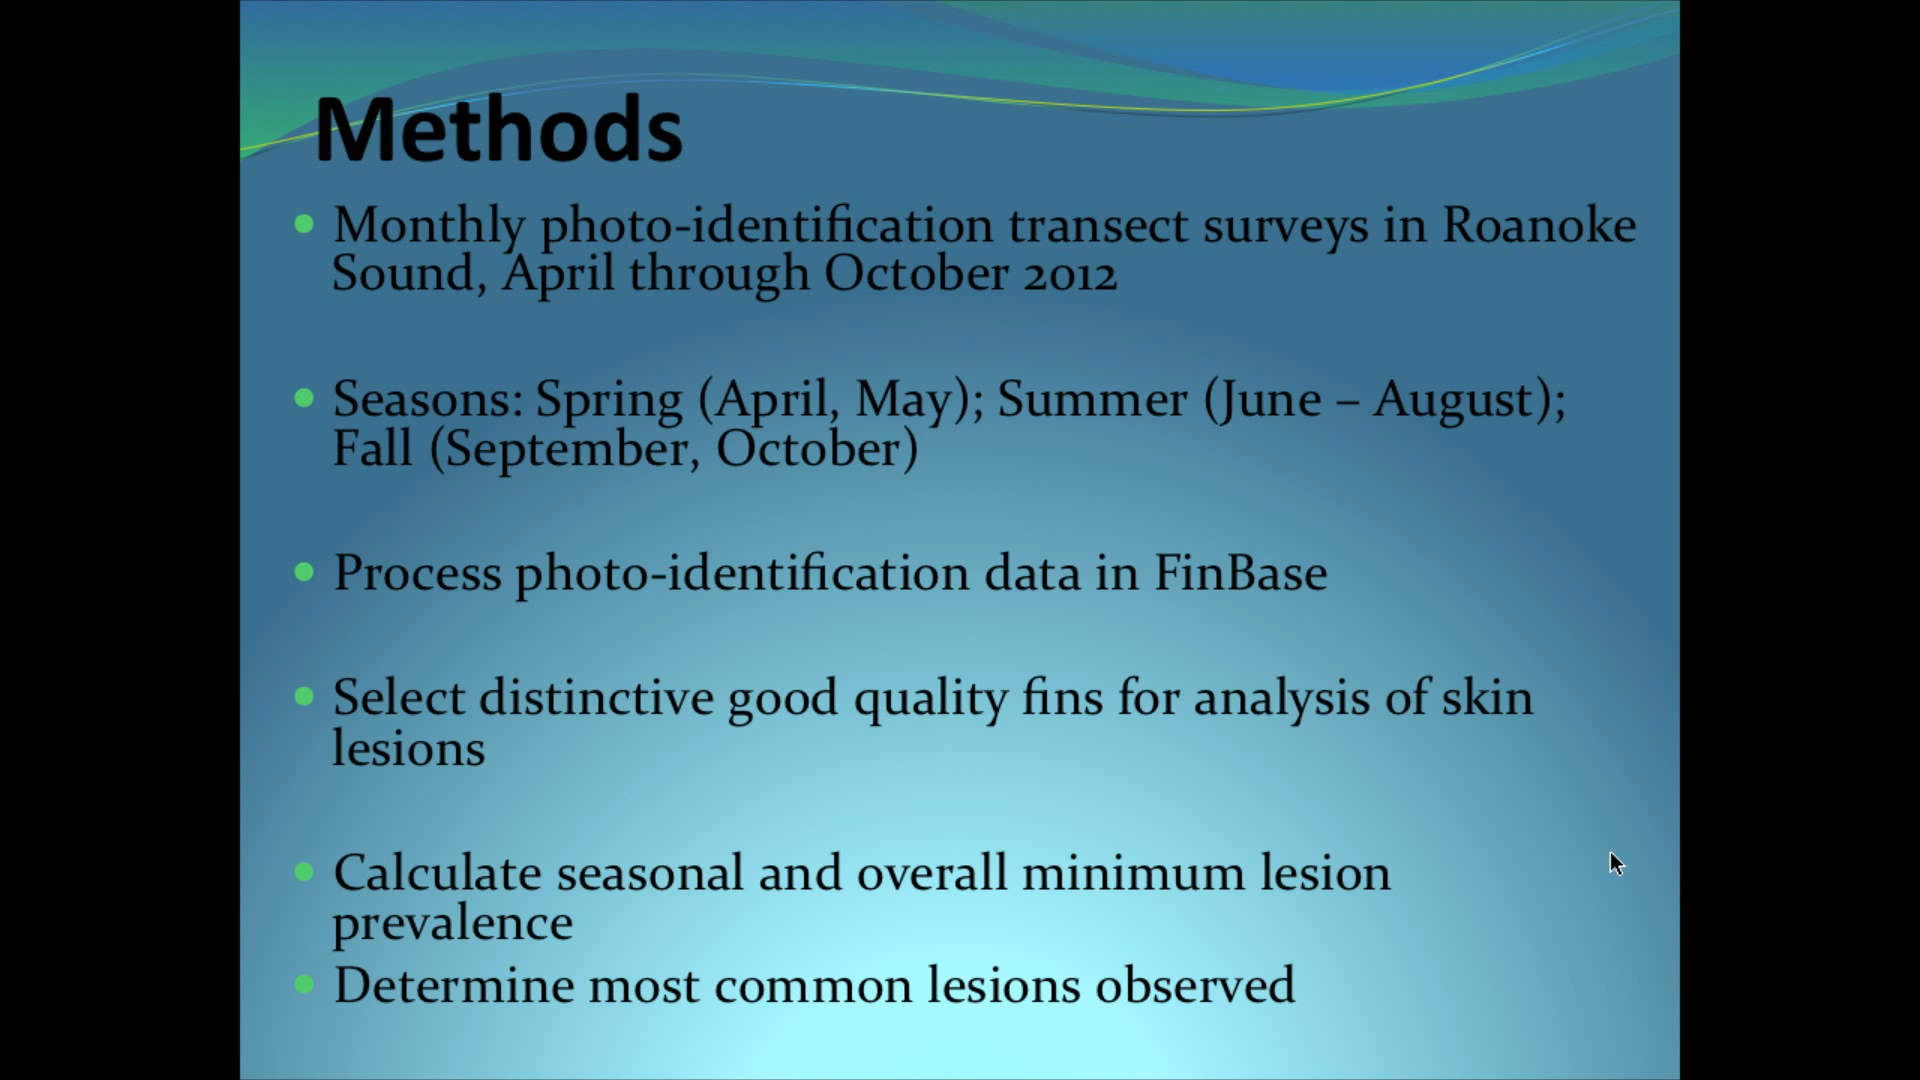 Methods
Monthly photo-identification transect surveys in Roanoke
Sound, April through October 2012
Seasons: Spring (April, May); Summer (June – August);
Fall (September, October)
Process photo-identification data in FinBase
Select distinctive good quality fins for analysis of skin
lesions
Calculate seasonal and overall minimum lesion
prevalence
Determine most common lesions observed